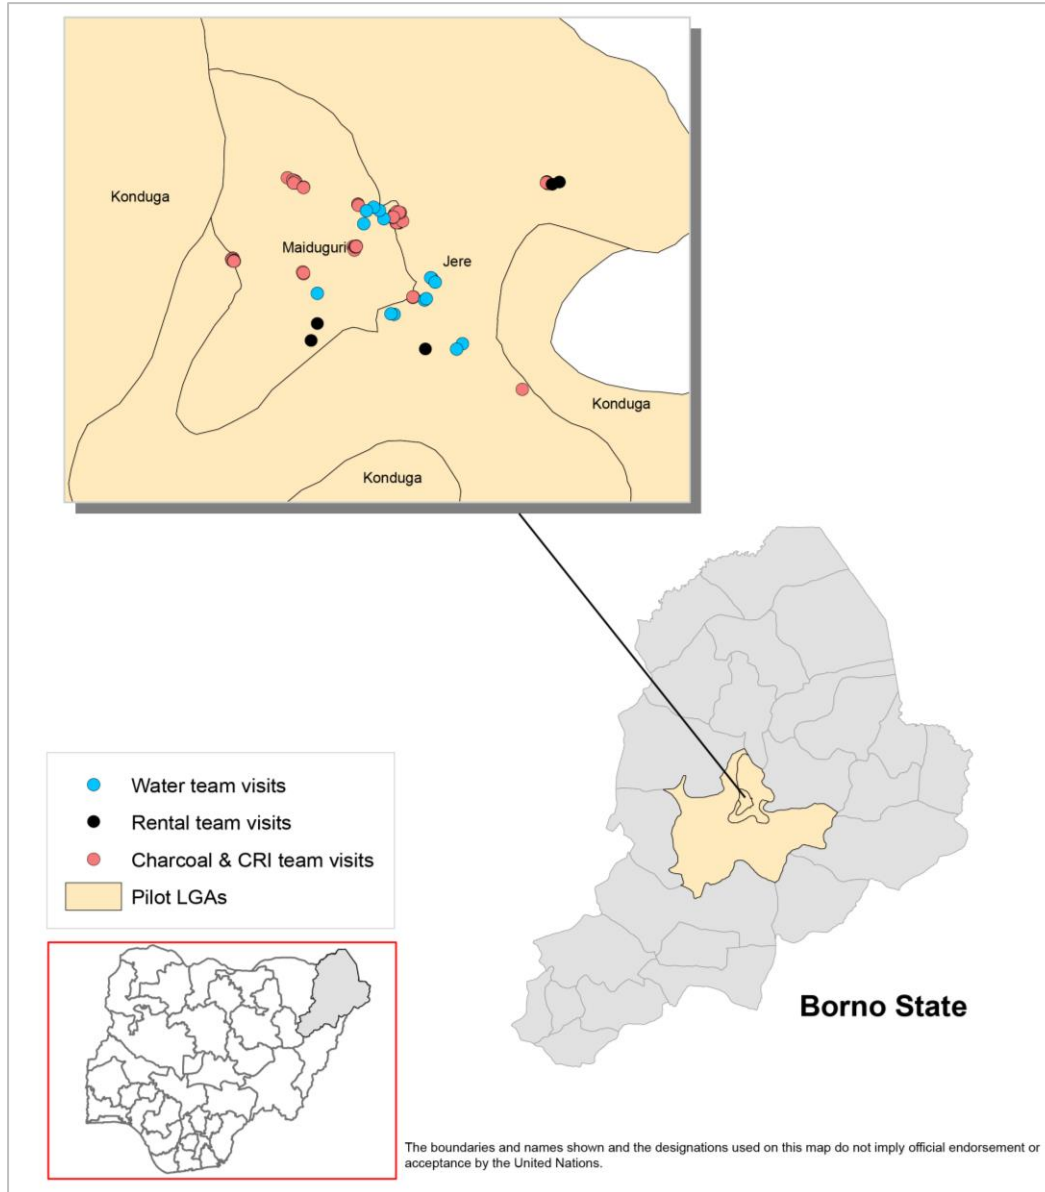 Konduga
Maiduguri
Jere
Konduga
Konduga
Water team visits
Rental team visits
Charcoal & CRI team visits
Pilot LGAs
Borno State
The boundaries and names shown and the designations used on this map do not imply official endorsement or
acceptance by the United Nations.